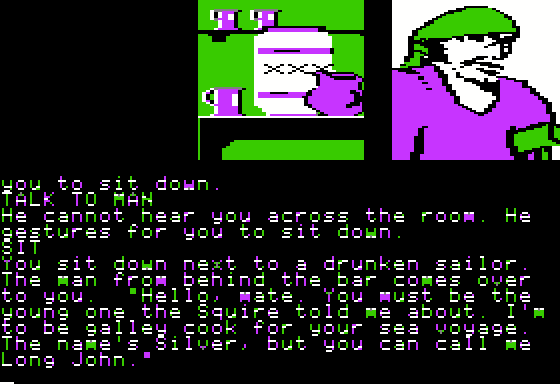 XXX
you to sit down.
TALK TO MAN
He cannot hear you across the room. He
gestures for you to sit down.
SIT
You sit down next to a drunken sailor.
The man from behind the bar comes over
to you.  "Hello, mate. You must be the
young one the Squire told me about. I'm
to be galley cook for your sea voyage.
The name's Silver, but you can call me
Long John."